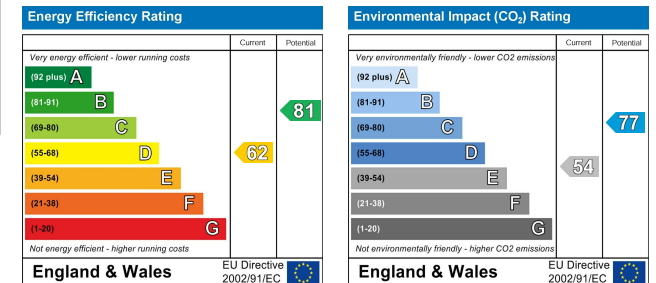 Energy Efficiency Rating
Current Potential
Very energy efficient - lower running costs
(92 plus) A
(81-91) B
81
(69-80) C
(55-68) D
62
(39-54) E
(21-38) F
(1-20) G
Not energy efficient - higher running costs
England & Wales
EU Directive
2002/91/EC
Environmental Impact (CO₂) Rating
Current Potential
Very environmentally friendly - lower CO2 emissions
(92 plus) A
(81-91) B
(69-80) C
77
(55-68) D
(39-54) E
54
(21-38) F
(1-20) G
Not environmentally friendly - higher CO2 emissions
England & Wales
EU Directive
2002/91/EC